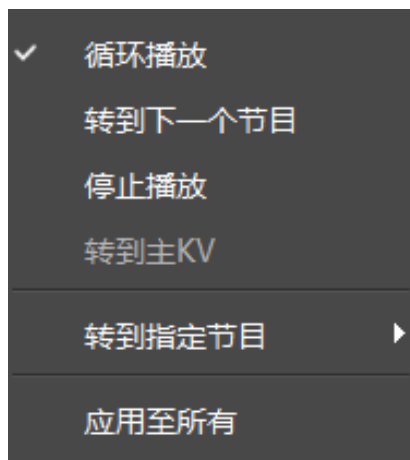 循环播放
转到下一个节目
停止播放
转到主KV
转到指定节目
应用至所有